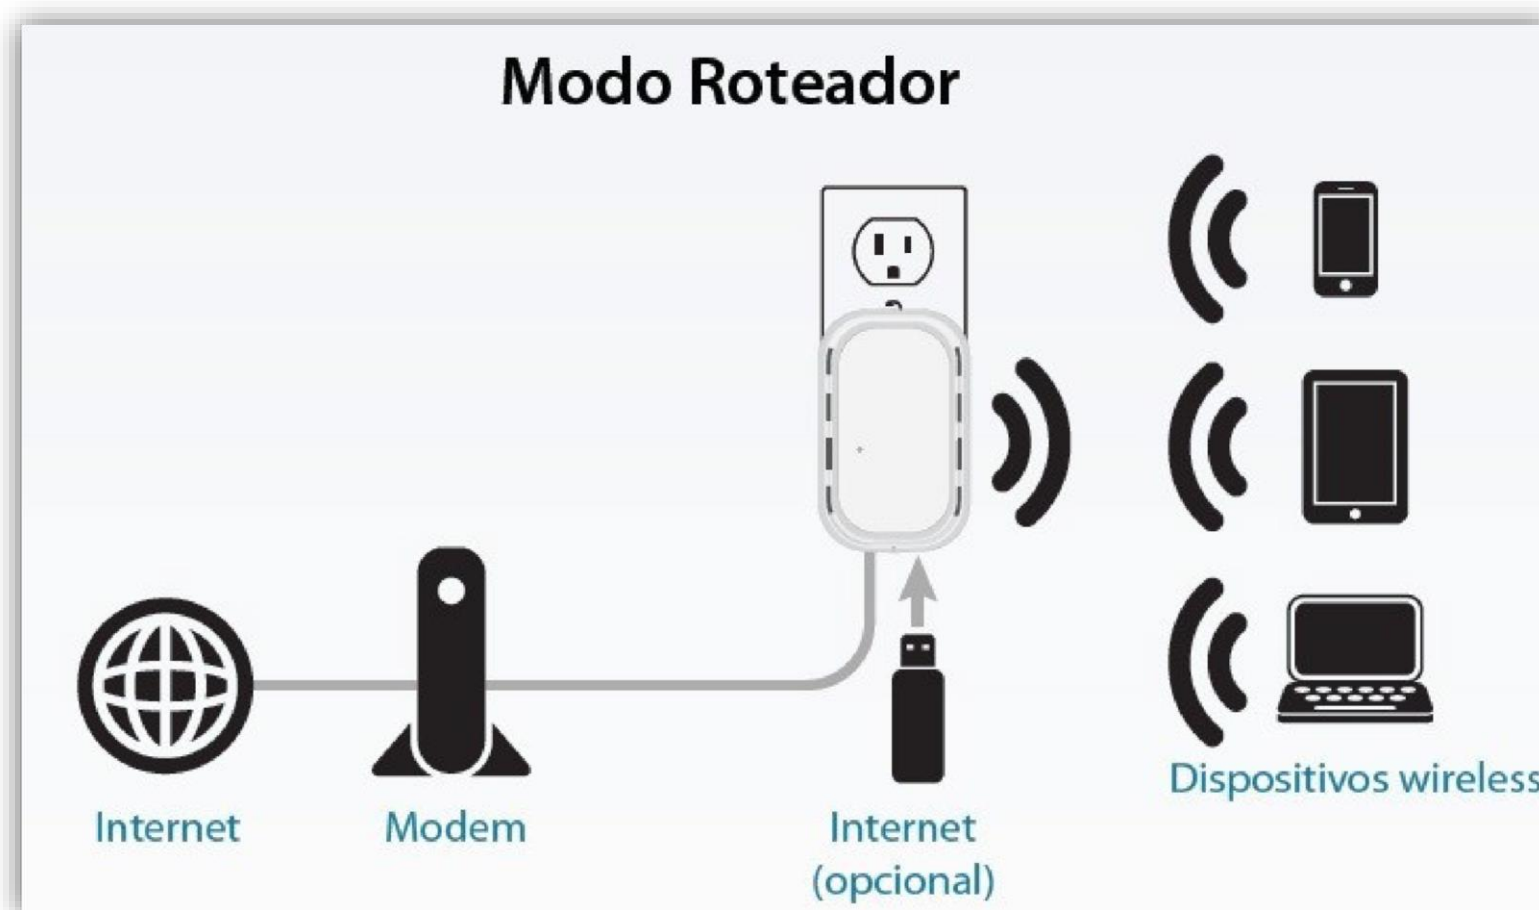 Modo Roteador
Internet
Modem
Internet
(opcional)
Dispositivos wireless